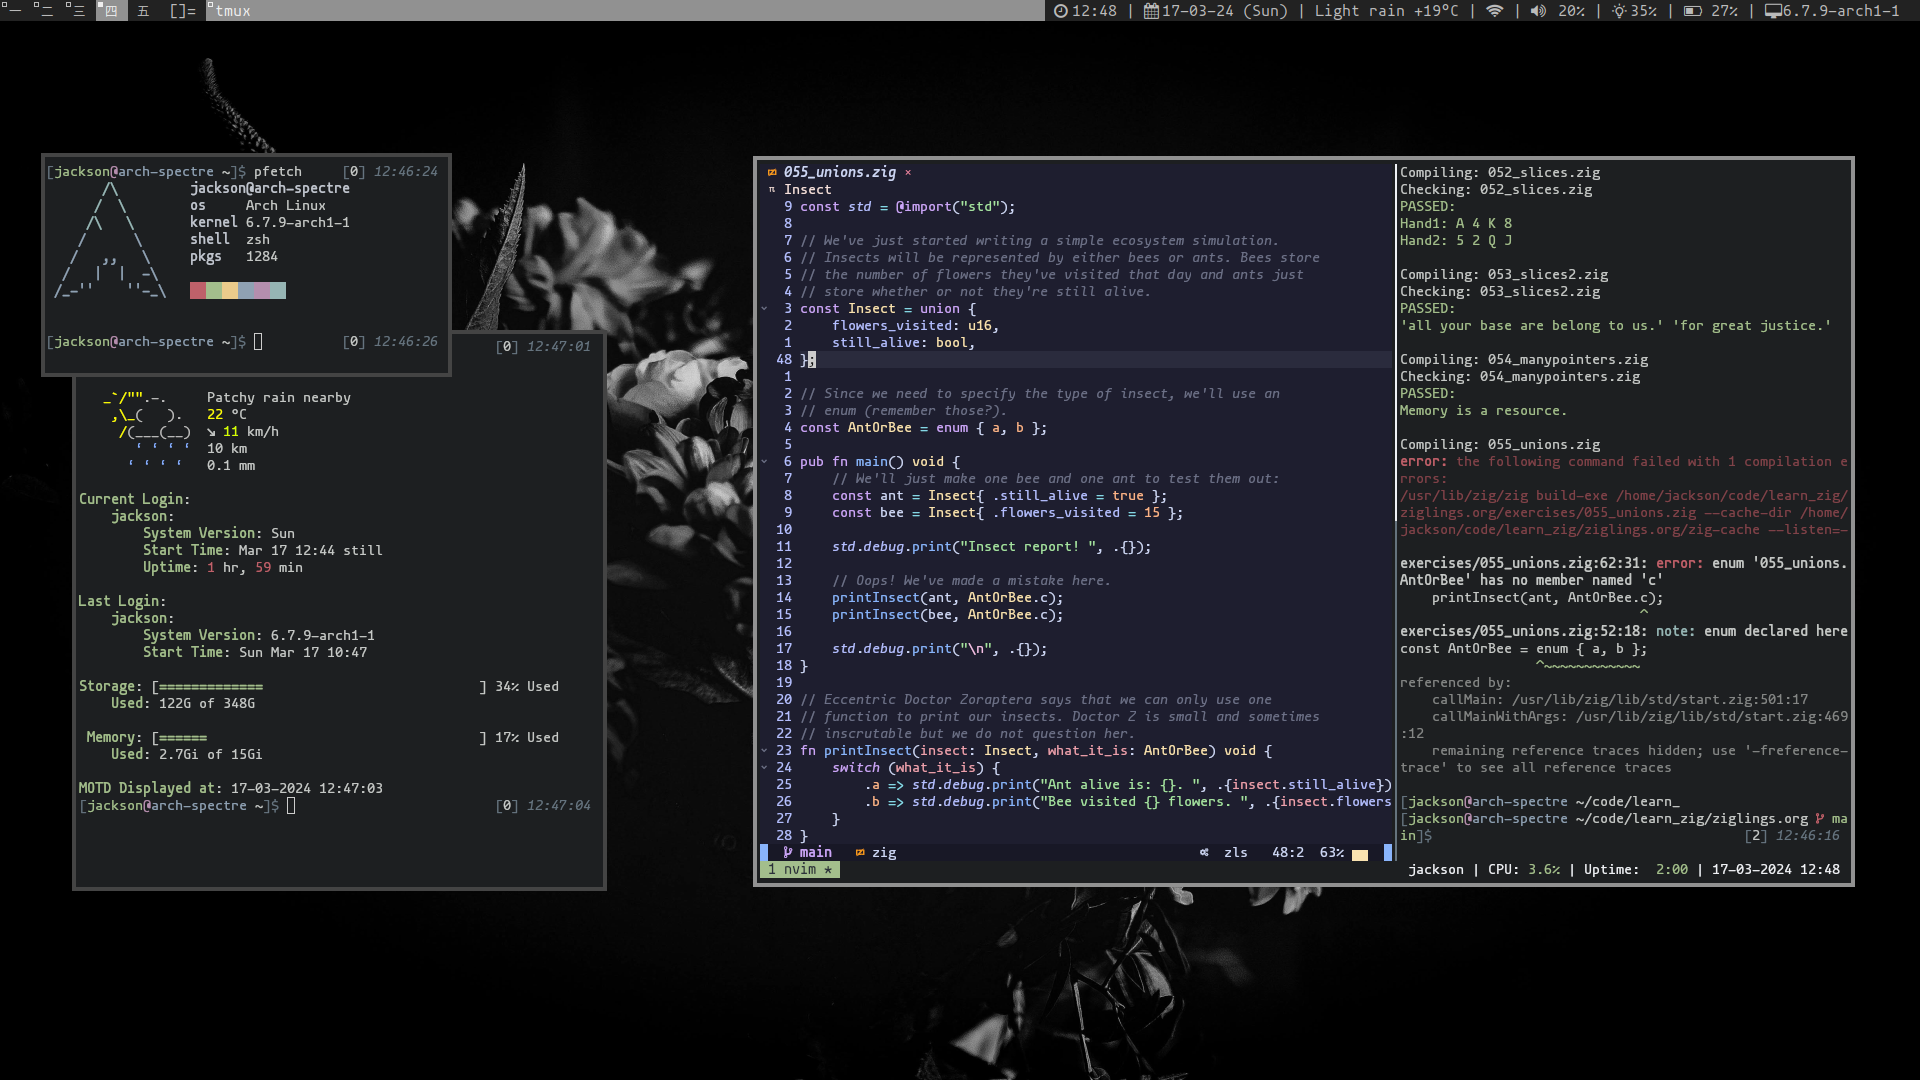 一 二 三 四 五 []= tmux
12:48 | 17-03-24 (Sun) | Light rain +19°C | | 20% | 35% | 27% | 6.7.9-arch1-1
[jackson@arch-spectre ~]$ pfetch [0] 12:46:24
jackson@arch-spectre
os Arch Linux
kernel 6.7.9-arch1-1
shell zsh
pkgs 1284
[jackson@arch-spectre ~]$ [0] 12:46:26
[0] 12:47:01
Patchy rain nearby
22 °C
↘ 11 km/h
10 km
0.1 mm
Current Login:
jackson:
System Version: Sun
Start Time: Mar 17 12:44 still
Uptime: 1 hr, 59 min
Last Login:
jackson:
System Version: 6.7.9-arch1-1
Start Time: Sun Mar 17 10:47
Storage: [============= ] 34% Used
Used: 122G of 348G
Memory: [====== ] 17% Used
Used: 2.7Gi of 15Gi
MOTD Displayed at: 17-03-2024 12:47:03
[jackson@arch-spectre ~]$ [0] 12:47:04
055_unions.zig ×
π Insect
9 const std = @import("std");
8
7 // We've just started writing a simple ecosystem simulation.
6 // Insects will be represented by either bees or ants. Bees store
5 // the number of flowers they've visited that day and ants just
4 // store whether or not they're still alive.
3 const Insect = union {
2 flowers_visited: u16,
1 still_alive: bool,
48 };
1
2 // Since we need to specify the type of insect, we'll use an
3 // enum (remember those?).
4 const AntOrBee = enum { a, b };
5
6 pub fn main() void {
7 // We'll just make one bee and one ant to test them out:
8 const ant = Insect{ .still_alive = true };
9 const bee = Insect{ .flowers_visited = 15 };
10
11 std.debug.print("Insect report! ", .{});
12
13 // Oops! We've made a mistake here.
14 printInsect(ant, AntOrBee.c);
15 printInsect(bee, AntOrBee.c);
16
17 std.debug.print("\n", .{});
18 }
19
20 // Eccentric Doctor Zoraptera says that we can only use one
21 // function to print our insects. Doctor Z is small and sometimes
22 // inscrutable but we do not question her.
23 fn printInsect(insect: Insect, what_it_is: AntOrBee) void {
24 switch (what_it_is) {
25 .a => std.debug.print("Ant alive is: {}. ", .{insect.still_alive})
26 .b => std.debug.print("Bee visited {} flowers. ", .{insect.flowers
27 }
28 }
main zig zls 48:2 63%
1 nvim *
Compiling: 052_slices.zig
Checking: 052_slices.zig
PASSED:
Hand1: A 4 K 8
Hand2: 5 2 Q J
Compiling: 053_slices2.zig
Checking: 053_slices2.zig
PASSED:
'all your base are belong to us.' 'for great justice.'
Compiling: 054_manypointers.zig
Checking: 054_manypointers.zig
PASSED:
Memory is a resource.
Compiling: 055_unions.zig
error: the following command failed with 1 compilation e
rrors:
/usr/lib/zig/zig build-exe /home/jackson/code/learn_zig/
ziglings.org/exercises/055_unions.zig --cache-dir /home/
jackson/code/learn_zig/ziglings.org/zig-cache --listen=-
exercises/055_unions.zig:62:31: error: enum '055_unions.
AntOrBee' has no member named 'c'
printInsect(ant, AntOrBee.c);
^
exercises/055_unions.zig:52:18: note: enum declared here
const AntOrBee = enum { a, b };
^~~~~~~~~~~~~
referenced by:
callMain: /usr/lib/zig/lib/std/start.zig:501:17
callMainWithArgs: /usr/lib/zig/lib/std/start.zig:469
:12
remaining reference traces hidden; use '-freference-
trace' to see all reference traces
[jackson@arch-spectre ~/code/learn_
[jackson@arch-spectre ~/code/learn_zig/ziglings.org ma
in]$ [2] 12:46:16
jackson | CPU: 3.6% | Uptime: 2:00 | 17-03-2024 12:48